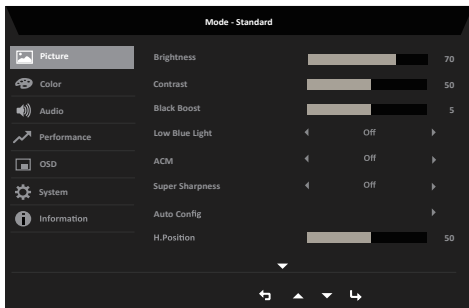 Mode - Standard
Picture
Brightness 70
Color
Contrast 50
Audio
Black Boost 5
Performance
Low Blue Light Off
OSD
ACM Off
System
Super Sharpness Off
Information
Auto Config
H.Position 50